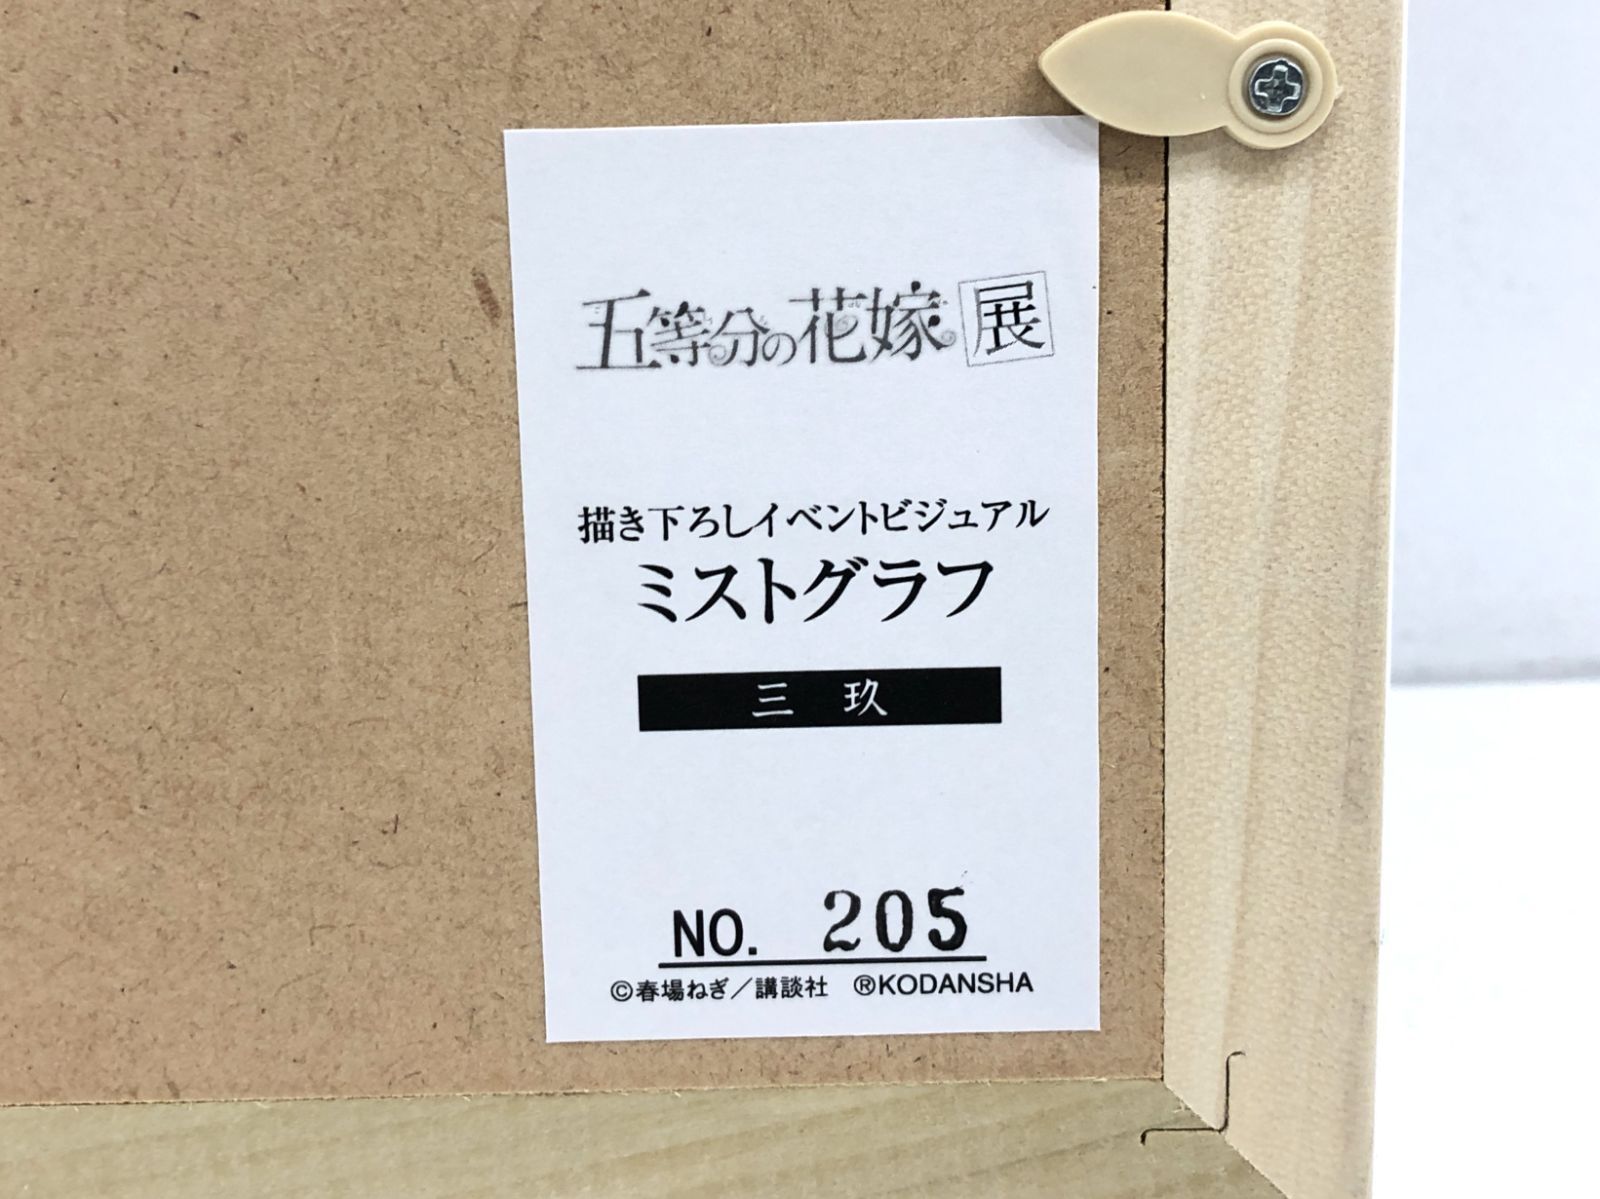 五等分の花嫁展
描き下ろしイベントビジュアル
ミストグラフ
三玖
NO. 205
©春場ねぎ／講談社 ®KODANSHA